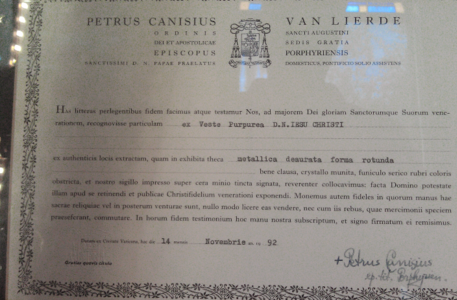 PETRUS CANISIUS VAN LIERDE
ORDINIS SANCTI AUGUSTINI
DEI ET APOSTOLICAE SEDIS GRATIA
EPISCOPUS PORPHYRIENSIS
SANCTISSIMI D. N. PAPAE PRAELATUS DOMESTICUS PONTIFICIO SOLIO ASSISTENS
Has litteras perlegentibus fidem facimus atque testamur Nos, ad majorem Dei gloriam Sanctorumque Suorum vene-
rationem, recognovisse particulam ex Veste Purpurea D.N.IESU CHRISTI
ex authenticis locis extractam, quam in exhibita theca metallica deaurata forma rotunda
bene clausa, crystallo munita, funiculo serico rubri coloris
obstricta, et nostro sigillo impresso super cera minio tincta signata, reverenter collocavimus; facta Domino potestate
illam apud se retinendi et publicae Christifidelium venerationi exponendi. Monemus autem fideles in quorum manus hae
sacrae reliquiae vel in posterum venturae sunt, nullo modo licere eas vendere, nec cum iis rebus, quae mercimonii speciem
praeseferant, commutare. In horum fidem testimonium hoc manu nostra subscriptum, et signo firmatum ei remisimus.
die 14 mensis Novembris 92
+ Petrus Canisius